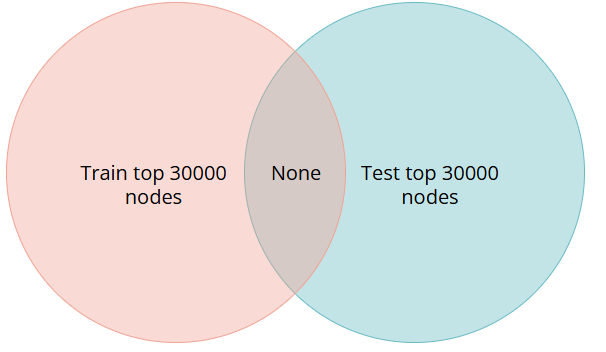 Train top 30000
nodes
None
Test top 30000
nodes